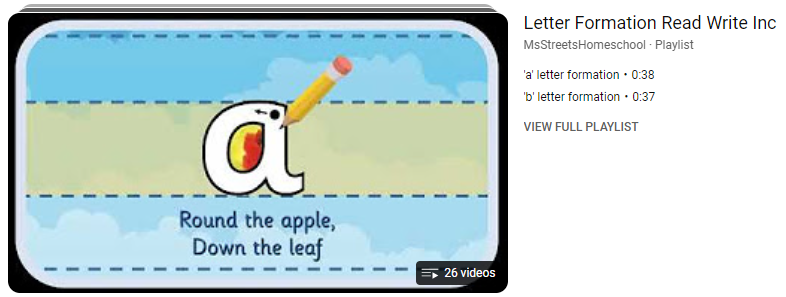 a
Round the apple,
Down the leaf
26 videos
Letter Formation Read Write Inc
MsStreetsHomeschool · Playlist
'a' letter formation • 0:38
'b' letter formation • 0:37
VIEW FULL PLAYLIST